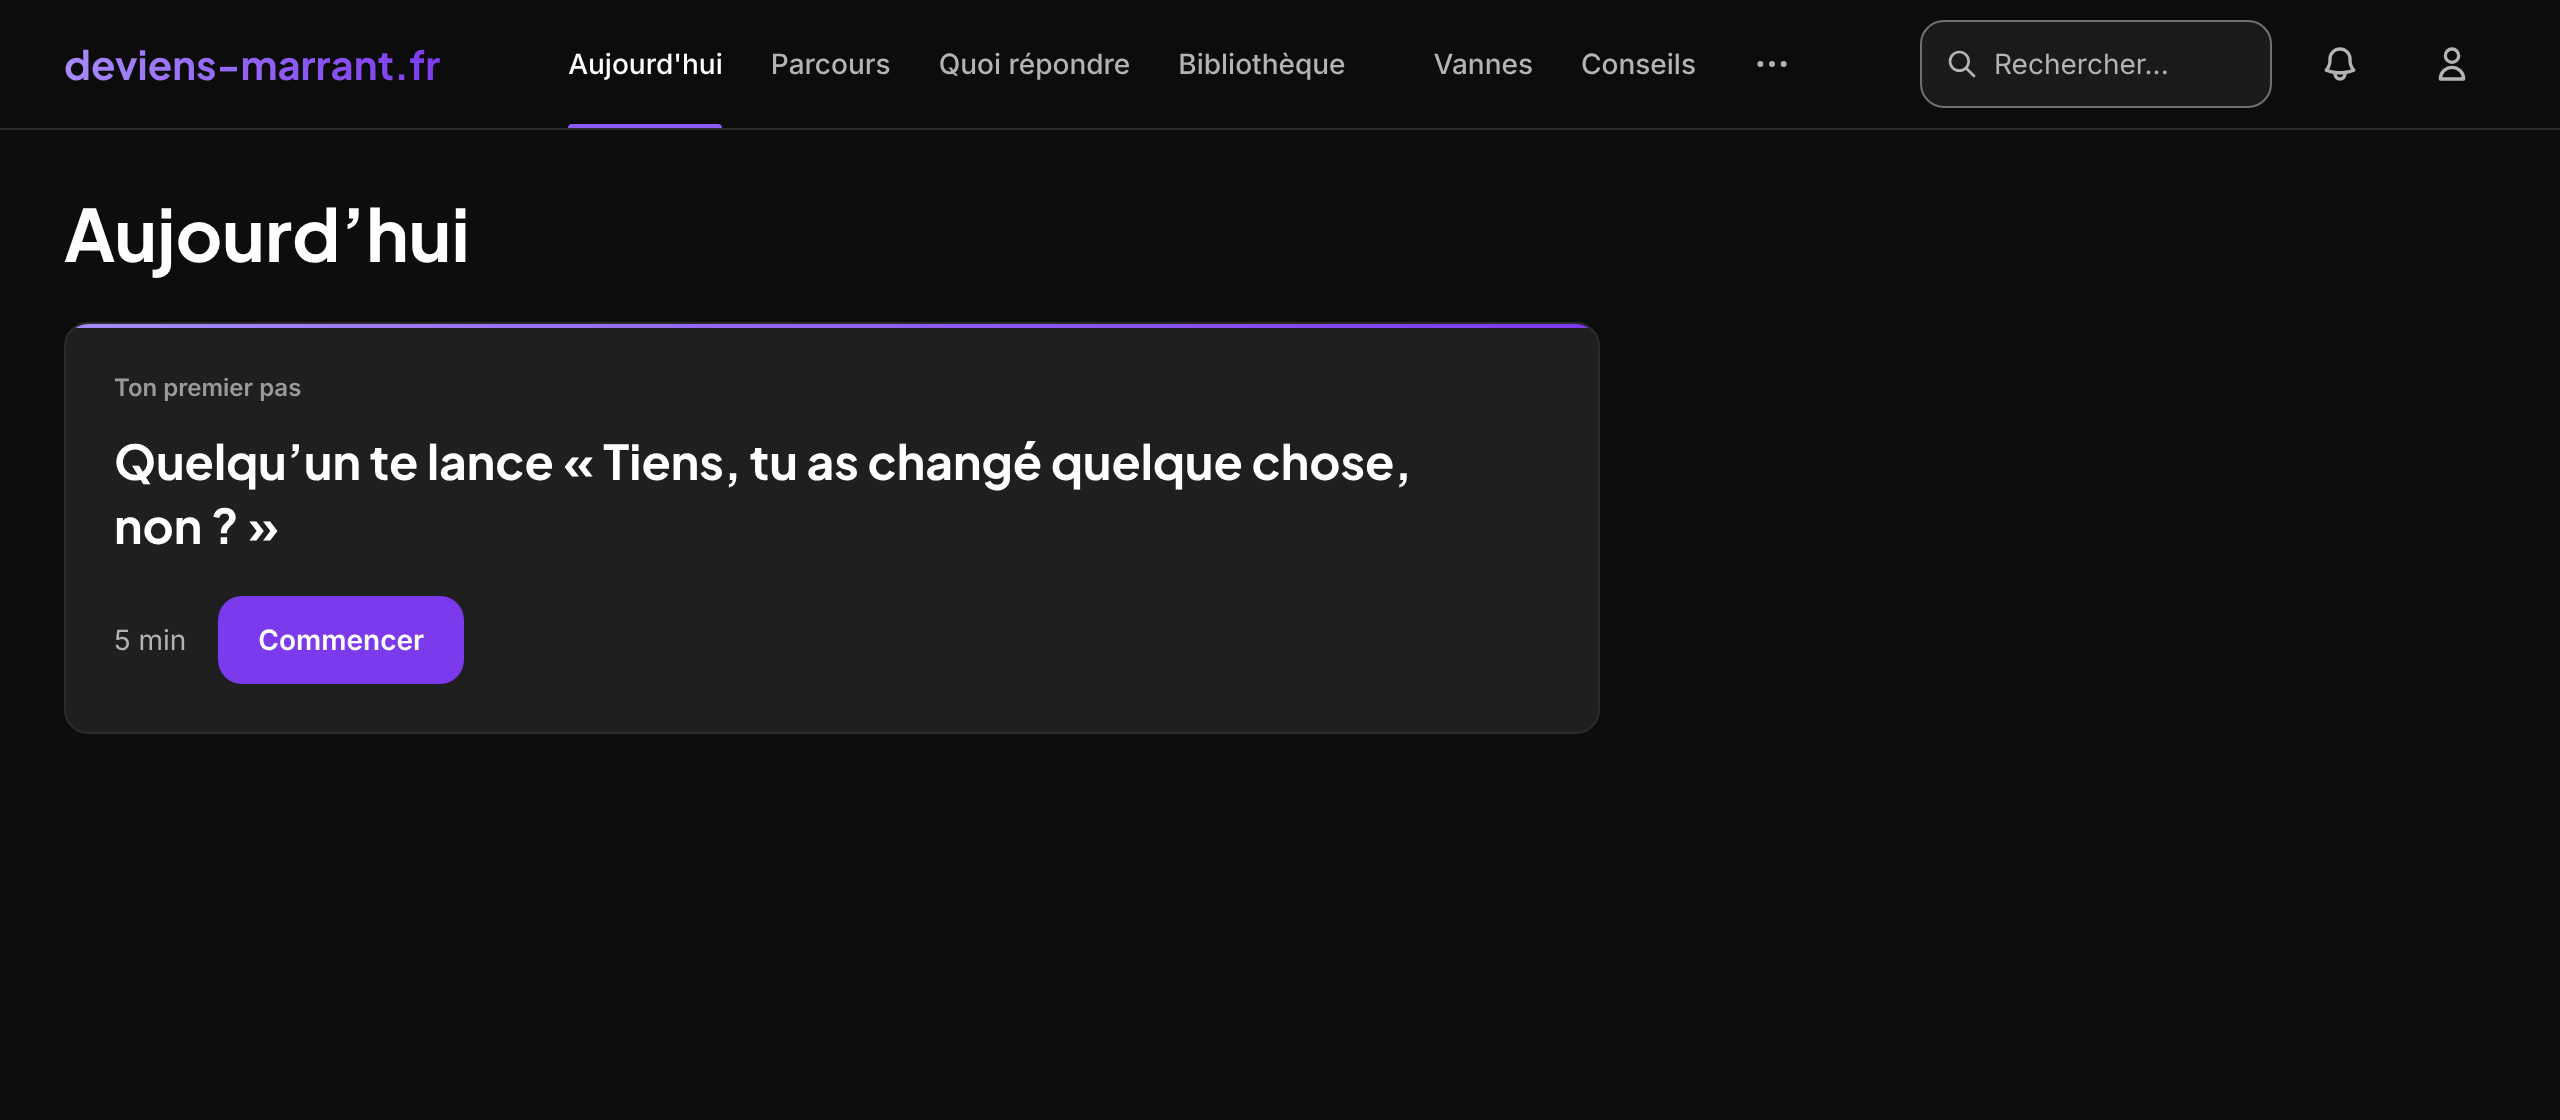 deviens-marrant.fr Aujourd'hui Parcours Quoi répondre Bibliothèque Vannes Conseils ••• Rechercher...
Aujourd’hui
Ton premier pas
Quelqu’un te lance « Tiens, tu as changé quelque chose,
non ? »
5 min Commencer